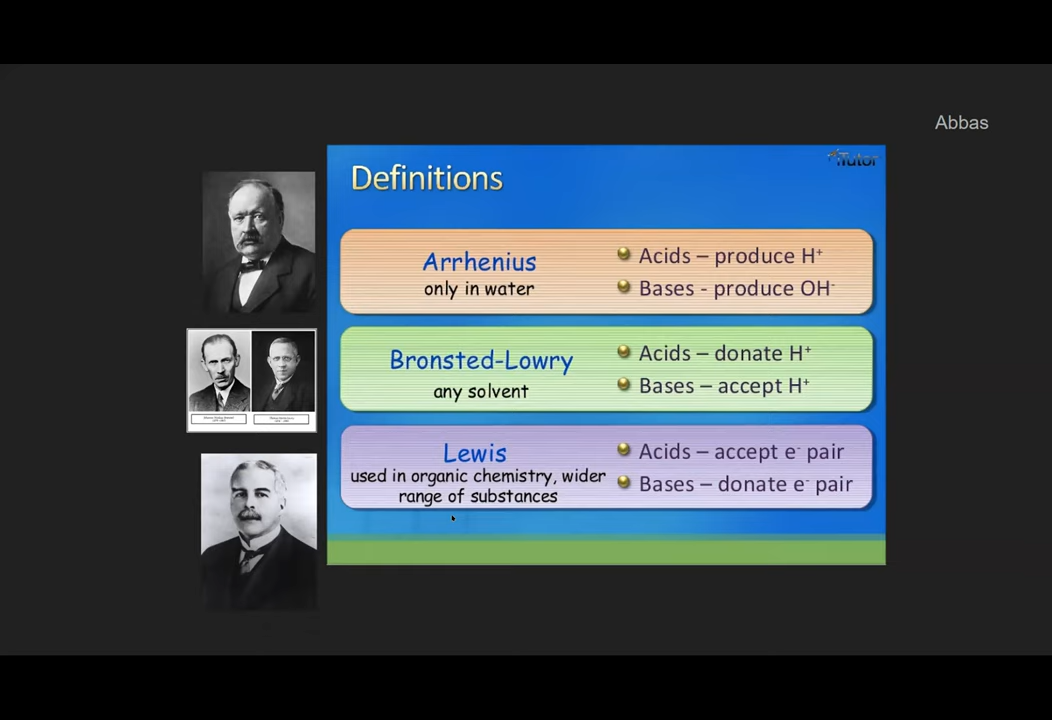 Abbas
iTutor
Definitions
Arrhenius
only in water
Acids – produce H⁺
Bases - produce OH⁻
Bronsted-Lowry
any solvent
Acids – donate H⁺
Bases – accept H⁺
Lewis
used in organic chemistry, wider
range of substances
Acids – accept e⁻ pair
Bases – donate e⁻ pair